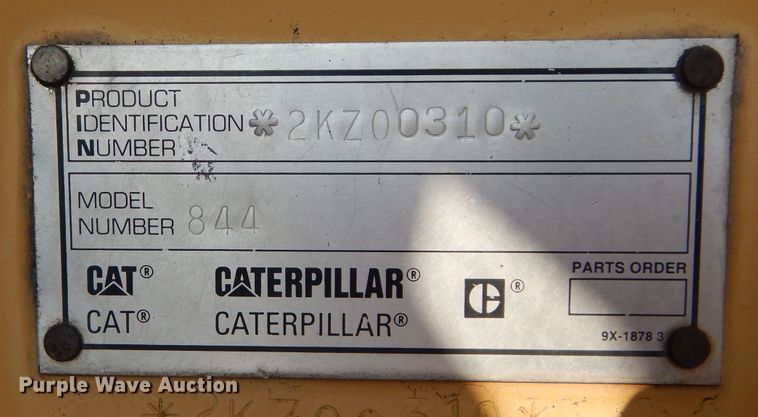 PRODUCT
IDENTIFICATION *2KZ00310*
NUMBER
MODEL
NUMBER 844
CAT® CATERPILLAR® C® PARTS ORDER
CAT® CATERPILLAR®
9X-1878 3
Purple Wave Auction
*2KZ00310*